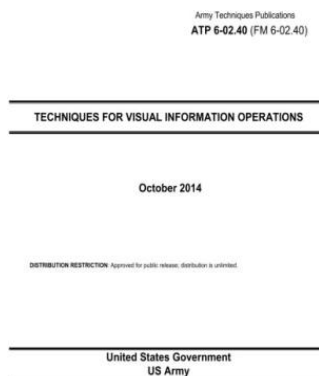 Army Techniques Publications
ATP 6-02.40 (FM 6-02.40)
TECHNIQUES FOR VISUAL INFORMATION OPERATIONS
October 2014
DISTRIBUTION RESTRICTION: Approved for public release; distribution is unlimited.
United States Government
US Army